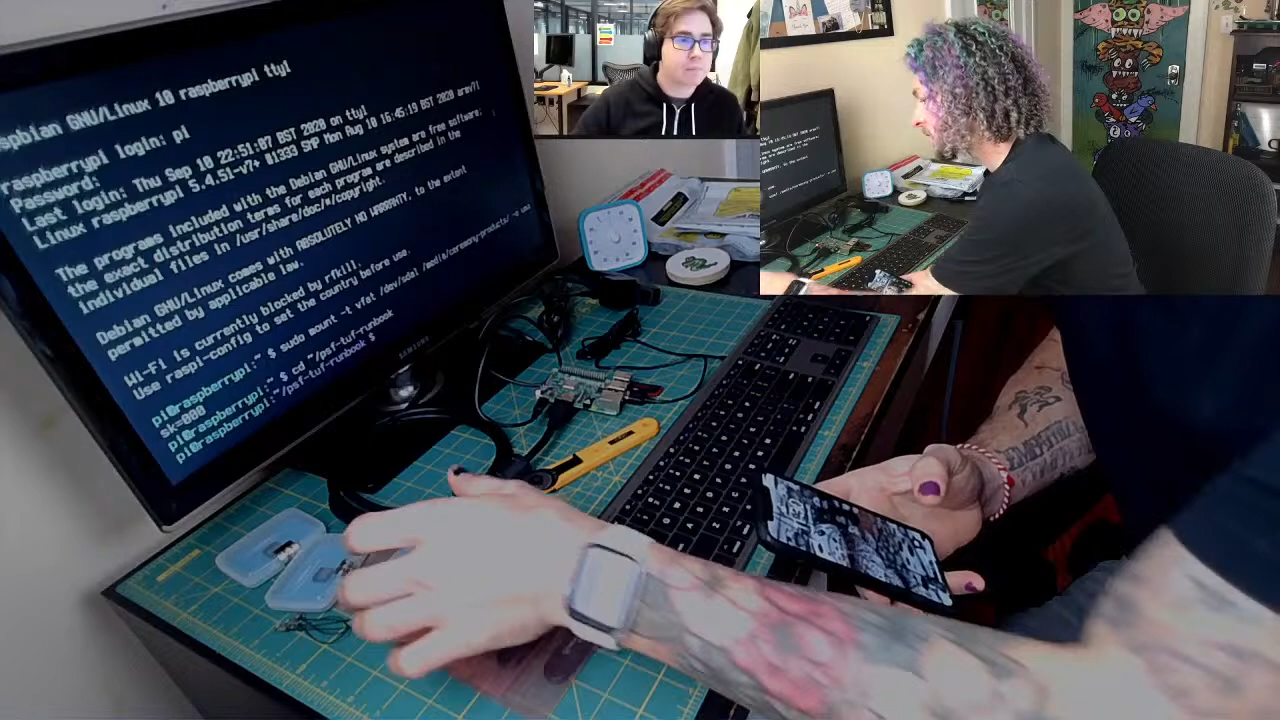 Raspbian GNU/Linux 10 raspberrypi tty1
raspberrypi login: pi
Password:
Last login: Thu Sep 10 22:51:07 BST 2020 on tty1
Linux raspberrypi 5.4.51-v7+ #1333 SMP Mon Aug 10 16:45:19 BST 2020 armv7l
The programs included with the Debian GNU/Linux system are free software;
the exact distribution terms for each program are described in the
individual files in /usr/share/doc/*/copyright.
Debian GNU/Linux comes with ABSOLUTELY NO WARRANTY, to the extent
permitted by applicable law.
Wi-Fi is currently blocked by rfkill.
Use raspi-config to set the country before use.
pi@raspberrypi:~ $ sudo mount -t vfat /dev/sda1 /media/ceremony-products/ -o uma
sk=000
pi@raspberrypi:~ $ cd ~/psf-tuf-runbook
pi@raspberrypi:~/psf-tuf-runbook $
SAMSUNG